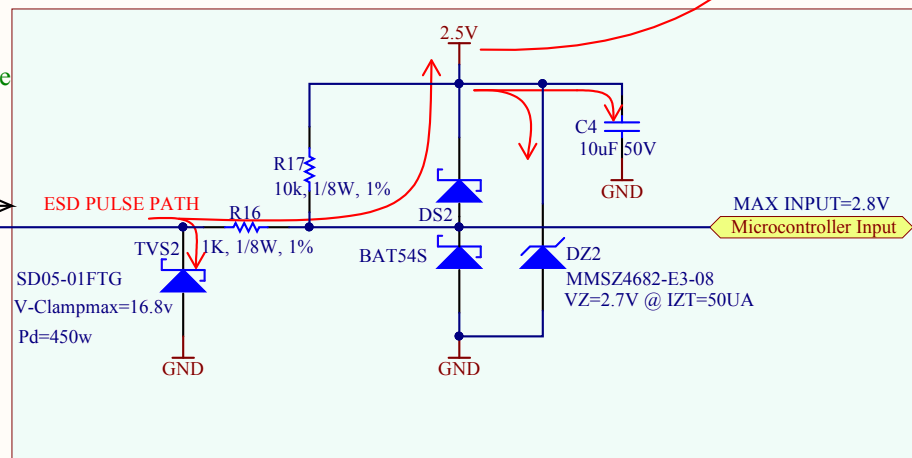 2.5V
e
C4
10uF 50V
R17
10k, 1/8W, 1%
GND
ESD PULSE PATH
R16
DS2
MAX INPUT=2.8V
Microcontroller Input
TVS2
1K, 1/8W, 1%
BAT54S
DZ2
SD05-01FTG
MMSZ4682-E3-08
V-Clampmax=16.8v
VZ=2.7V @ IZT=50UA
Pd=450w
GND
GND